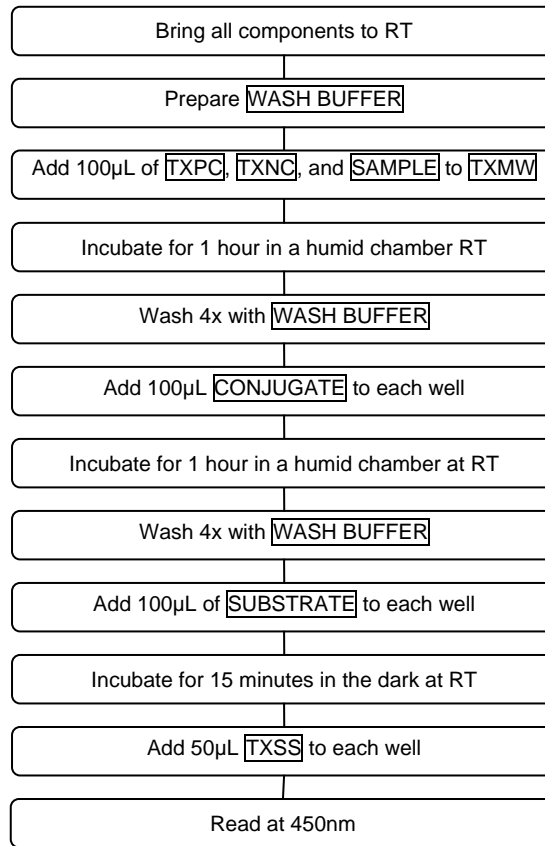 Bring all components to RT
Prepare WASH BUFFER
Add 100µL of TXPC, TXNC, and SAMPLE to TXMW
Incubate for 1 hour in a humid chamber RT
Wash 4x with WASH BUFFER
Add 100µL CONJUGATE to each well
Incubate for 1 hour in a humid chamber at RT
Wash 4x with WASH BUFFER
Add 100µL of SUBSTRATE to each well
Incubate for 15 minutes in the dark at RT
Add 50µL TXSS to each well
Read at 450nm